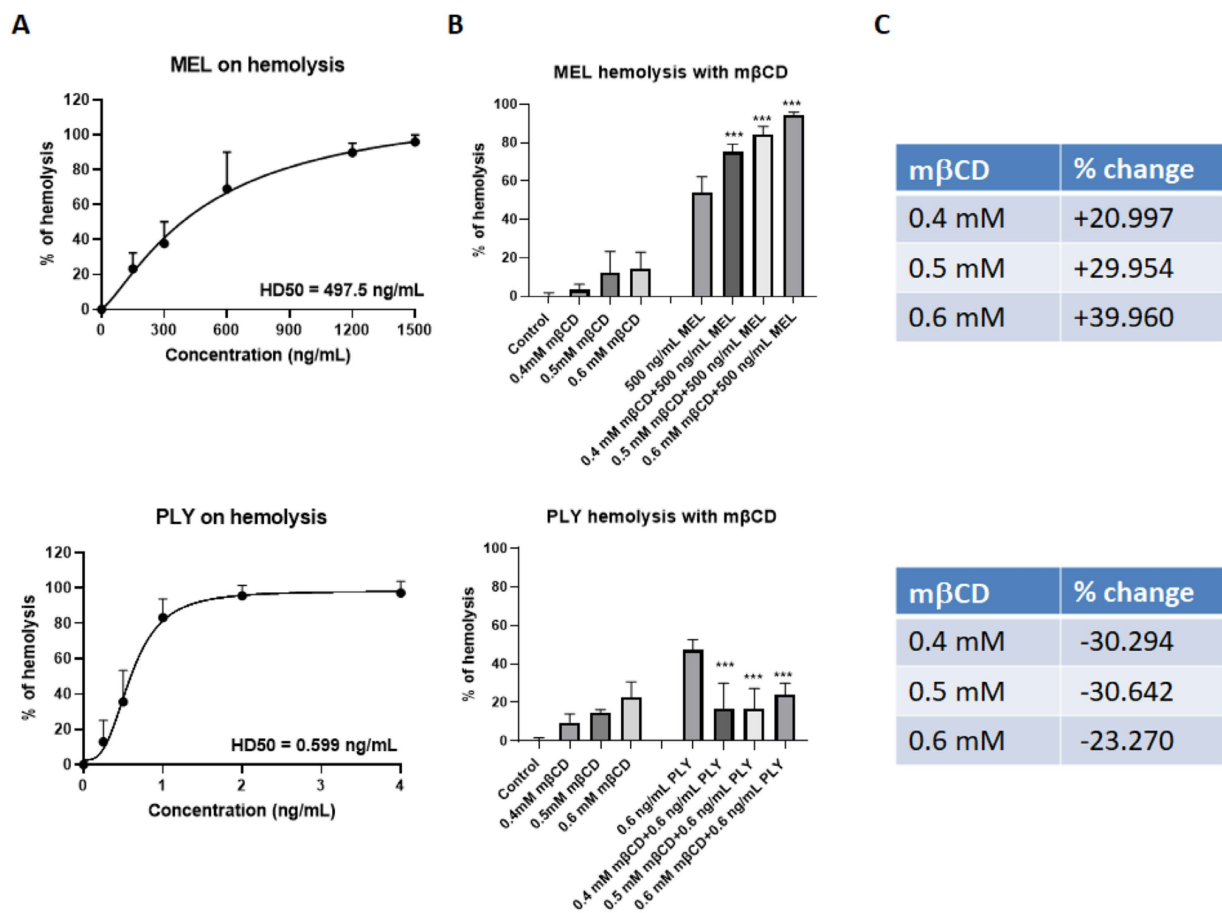 A
B
C
MEL on hemolysis
% of hemolysis
120
100
80
60
40
20
0
HD50 = 497.5 ng/mL
0 300 600 900 1200 1500
Concentration (ng/mL)
MEL hemolysis with mβCD
% of hemolysis
100
80
60
40
20
0
*** *** ***
Control
0.4mM mβCD
0.5mM mβCD
0.6 mM mβCD
500 ng/mL MEL
0.4 mM mβCD+500 ng/mL MEL
0.5 mM mβCD+500 ng/mL MEL
0.6 mM mβCD+500 ng/mL MEL
mβCD % change
0.4 mM +20.997
0.5 mM +29.954
0.6 mM +39.960
PLY on hemolysis
% of hemolysis
120
100
80
60
40
20
0
HD50 = 0.599 ng/mL
0 1 2 3 4
Concentration (ng/mL)
PLY hemolysis with mβCD
% of hemolysis
100
80
60
40
20
0
*** *** ***
Control
0.4mM mβCD
0.5mM mβCD
0.6 mM mβCD
0.6 ng/mL PLY
0.4 mM mβCD+0.6 ng/mL PLY
0.5 mM mβCD+0.6 ng/mL PLY
0.6 mM mβCD+0.6 ng/mL PLY
mβCD % change
0.4 mM -30.294
0.5 mM -30.642
0.6 mM -23.270